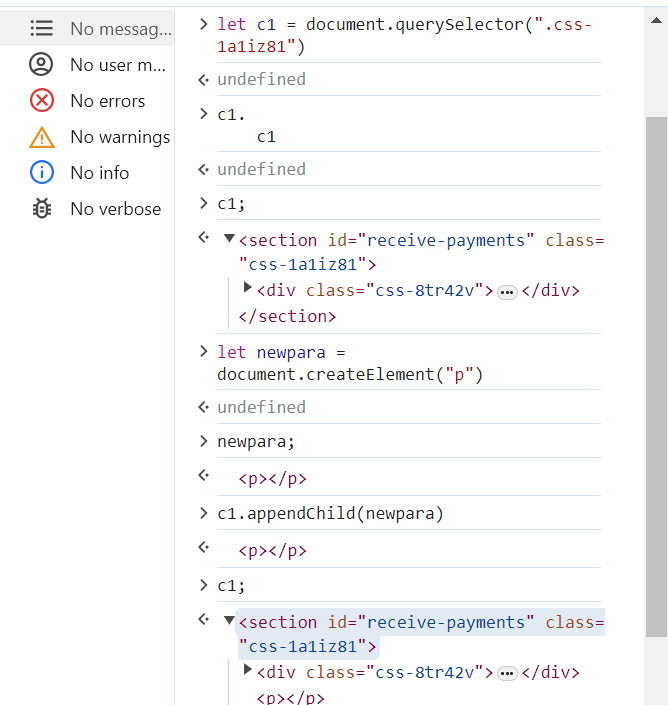 No messag...
No user m...
No errors
No warnings
No info
No verbose
> let c1 = document.querySelector(".css-
1a1iz81")
undefined
> c1.
c1
undefined
> c1;
▼<section id="receive-payments" class=
"css-1a1iz81">
▶<div class="css-8tr42v">…</div>
</section>
> let newpara =
document.createElement("p")
undefined
> newpara;
<p></p>
> c1.appendChild(newpara)
<p></p>
> c1;
▼<section id="receive-payments" class=
"css-1a1iz81">
▶<div class="css-8tr42v">…</div>
<p></p>